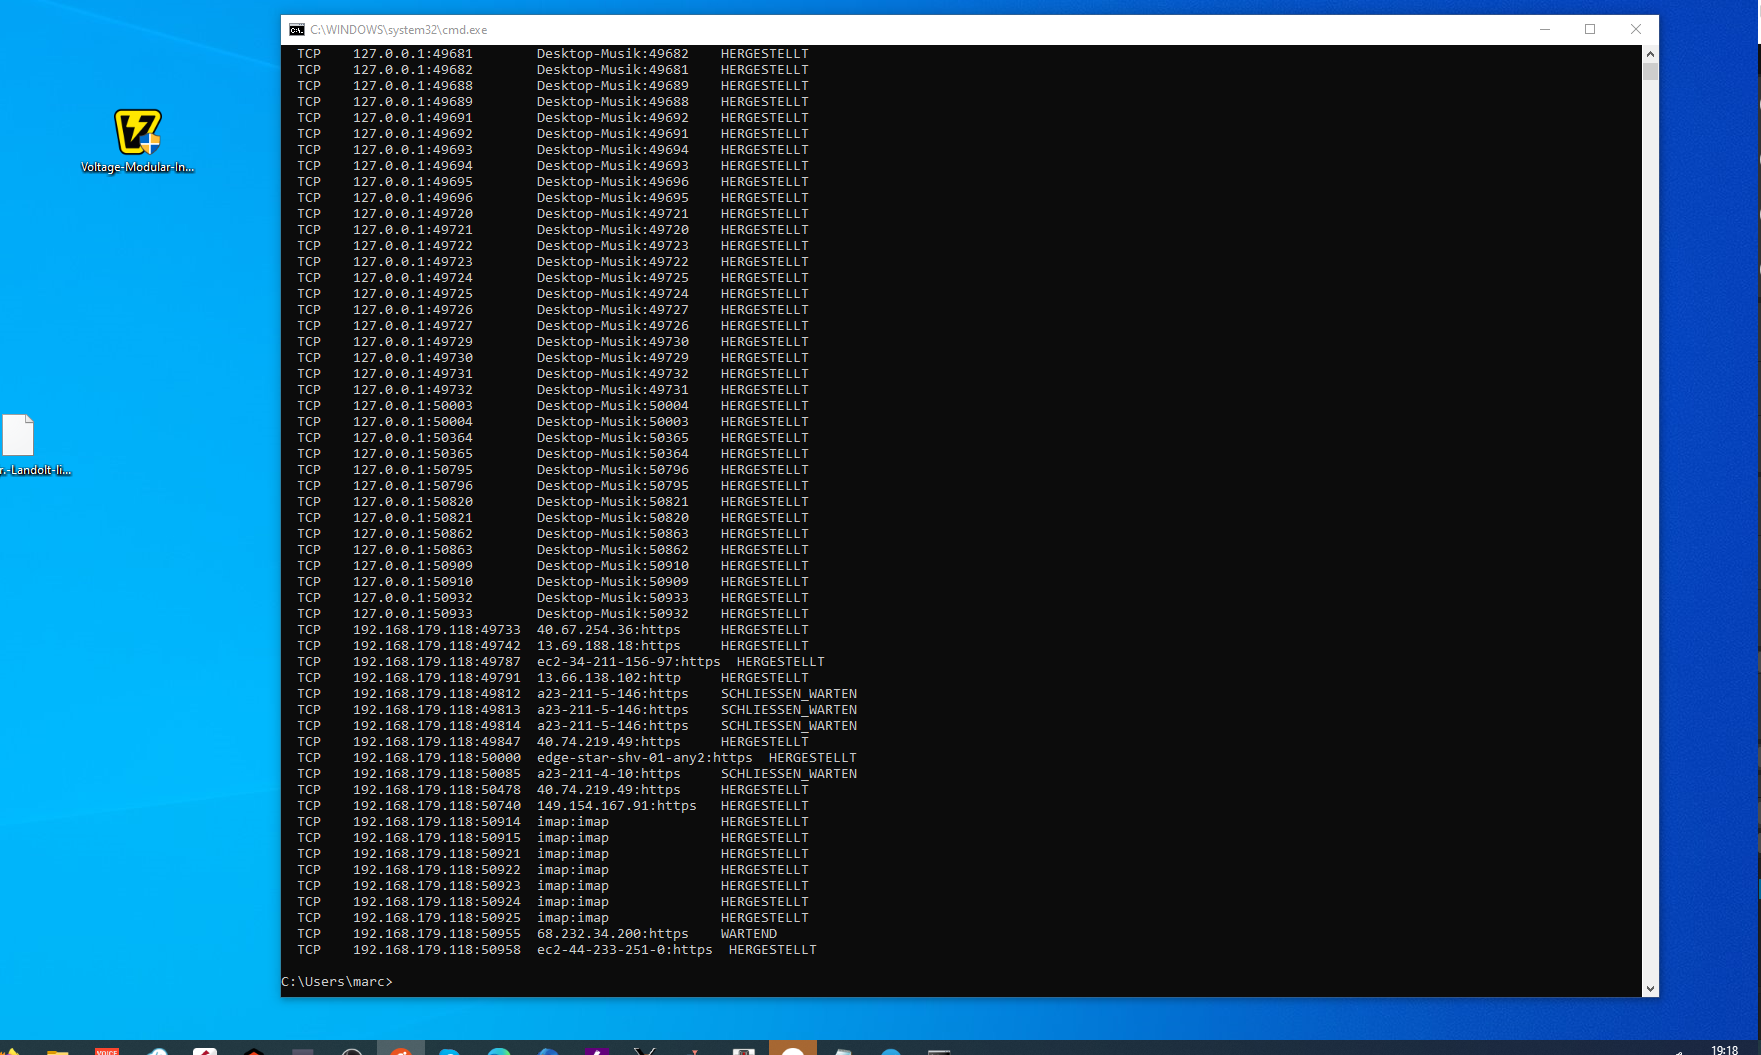 C:\WINDOWS\system32\cmd.exe
TCP 127.0.0.1:49681 Desktop-Musik:49682 HERGESTELLT
TCP 127.0.0.1:49682 Desktop-Musik:49681 HERGESTELLT
TCP 127.0.0.1:49688 Desktop-Musik:49689 HERGESTELLT
TCP 127.0.0.1:49689 Desktop-Musik:49688 HERGESTELLT
TCP 127.0.0.1:49691 Desktop-Musik:49692 HERGESTELLT
TCP 127.0.0.1:49692 Desktop-Musik:49691 HERGESTELLT
TCP 127.0.0.1:49693 Desktop-Musik:49694 HERGESTELLT
TCP 127.0.0.1:49694 Desktop-Musik:49693 HERGESTELLT
TCP 127.0.0.1:49695 Desktop-Musik:49696 HERGESTELLT
TCP 127.0.0.1:49696 Desktop-Musik:49695 HERGESTELLT
TCP 127.0.0.1:49720 Desktop-Musik:49721 HERGESTELLT
TCP 127.0.0.1:49721 Desktop-Musik:49720 HERGESTELLT
TCP 127.0.0.1:49722 Desktop-Musik:49723 HERGESTELLT
TCP 127.0.0.1:49723 Desktop-Musik:49722 HERGESTELLT
TCP 127.0.0.1:49724 Desktop-Musik:49725 HERGESTELLT
TCP 127.0.0.1:49725 Desktop-Musik:49724 HERGESTELLT
TCP 127.0.0.1:49726 Desktop-Musik:49727 HERGESTELLT
TCP 127.0.0.1:49727 Desktop-Musik:49726 HERGESTELLT
TCP 127.0.0.1:49729 Desktop-Musik:49730 HERGESTELLT
TCP 127.0.0.1:49730 Desktop-Musik:49729 HERGESTELLT
TCP 127.0.0.1:49731 Desktop-Musik:49732 HERGESTELLT
TCP 127.0.0.1:49732 Desktop-Musik:49731 HERGESTELLT
TCP 127.0.0.1:50003 Desktop-Musik:50004 HERGESTELLT
TCP 127.0.0.1:50004 Desktop-Musik:50003 HERGESTELLT
TCP 127.0.0.1:50364 Desktop-Musik:50365 HERGESTELLT
TCP 127.0.0.1:50365 Desktop-Musik:50364 HERGESTELLT
TCP 127.0.0.1:50795 Desktop-Musik:50796 HERGESTELLT
TCP 127.0.0.1:50796 Desktop-Musik:50795 HERGESTELLT
TCP 127.0.0.1:50820 Desktop-Musik:50821 HERGESTELLT
TCP 127.0.0.1:50821 Desktop-Musik:50820 HERGESTELLT
TCP 127.0.0.1:50862 Desktop-Musik:50863 HERGESTELLT
TCP 127.0.0.1:50863 Desktop-Musik:50862 HERGESTELLT
TCP 127.0.0.1:50909 Desktop-Musik:50910 HERGESTELLT
TCP 127.0.0.1:50910 Desktop-Musik:50909 HERGESTELLT
TCP 127.0.0.1:50932 Desktop-Musik:50933 HERGESTELLT
TCP 127.0.0.1:50933 Desktop-Musik:50932 HERGESTELLT
TCP 192.168.179.118:49733 40.67.254.36:https HERGESTELLT
TCP 192.168.179.118:49742 13.69.188.18:https HERGESTELLT
TCP 192.168.179.118:49787 ec2-34-211-156-97:https HERGESTELLT
TCP 192.168.179.118:49791 13.66.138.102:http HERGESTELLT
TCP 192.168.179.118:49812 a23-211-5-146:https SCHLIESSEN_WARTEN
TCP 192.168.179.118:49813 a23-211-5-146:https SCHLIESSEN_WARTEN
TCP 192.168.179.118:49814 a23-211-5-146:https SCHLIESSEN_WARTEN
TCP 192.168.179.118:49847 40.74.219.49:https HERGESTELLT
TCP 192.168.179.118:50000 edge-star-shv-01-any2:https HERGESTELLT
TCP 192.168.179.118:50085 a23-211-4-10:https SCHLIESSEN_WARTEN
TCP 192.168.179.118:50478 40.74.219.49:https HERGESTELLT
TCP 192.168.179.118:50740 149.154.167.91:https HERGESTELLT
TCP 192.168.179.118:50914 imap:imap HERGESTELLT
TCP 192.168.179.118:50915 imap:imap HERGESTELLT
TCP 192.168.179.118:50921 imap:imap HERGESTELLT
TCP 192.168.179.118:50922 imap:imap HERGESTELLT
TCP 192.168.179.118:50923 imap:imap HERGESTELLT
TCP 192.168.179.118:50924 imap:imap HERGESTELLT
TCP 192.168.179.118:50925 imap:imap HERGESTELLT
TCP 192.168.179.118:50955 68.232.34.200:https WARTEND
TCP 192.168.179.118:50958 ec2-44-233-251-0:https HERGESTELLT
C:\Users\marc>
Voltage-Modular-In...
r.-Landolt-li...
VOICE
19:18